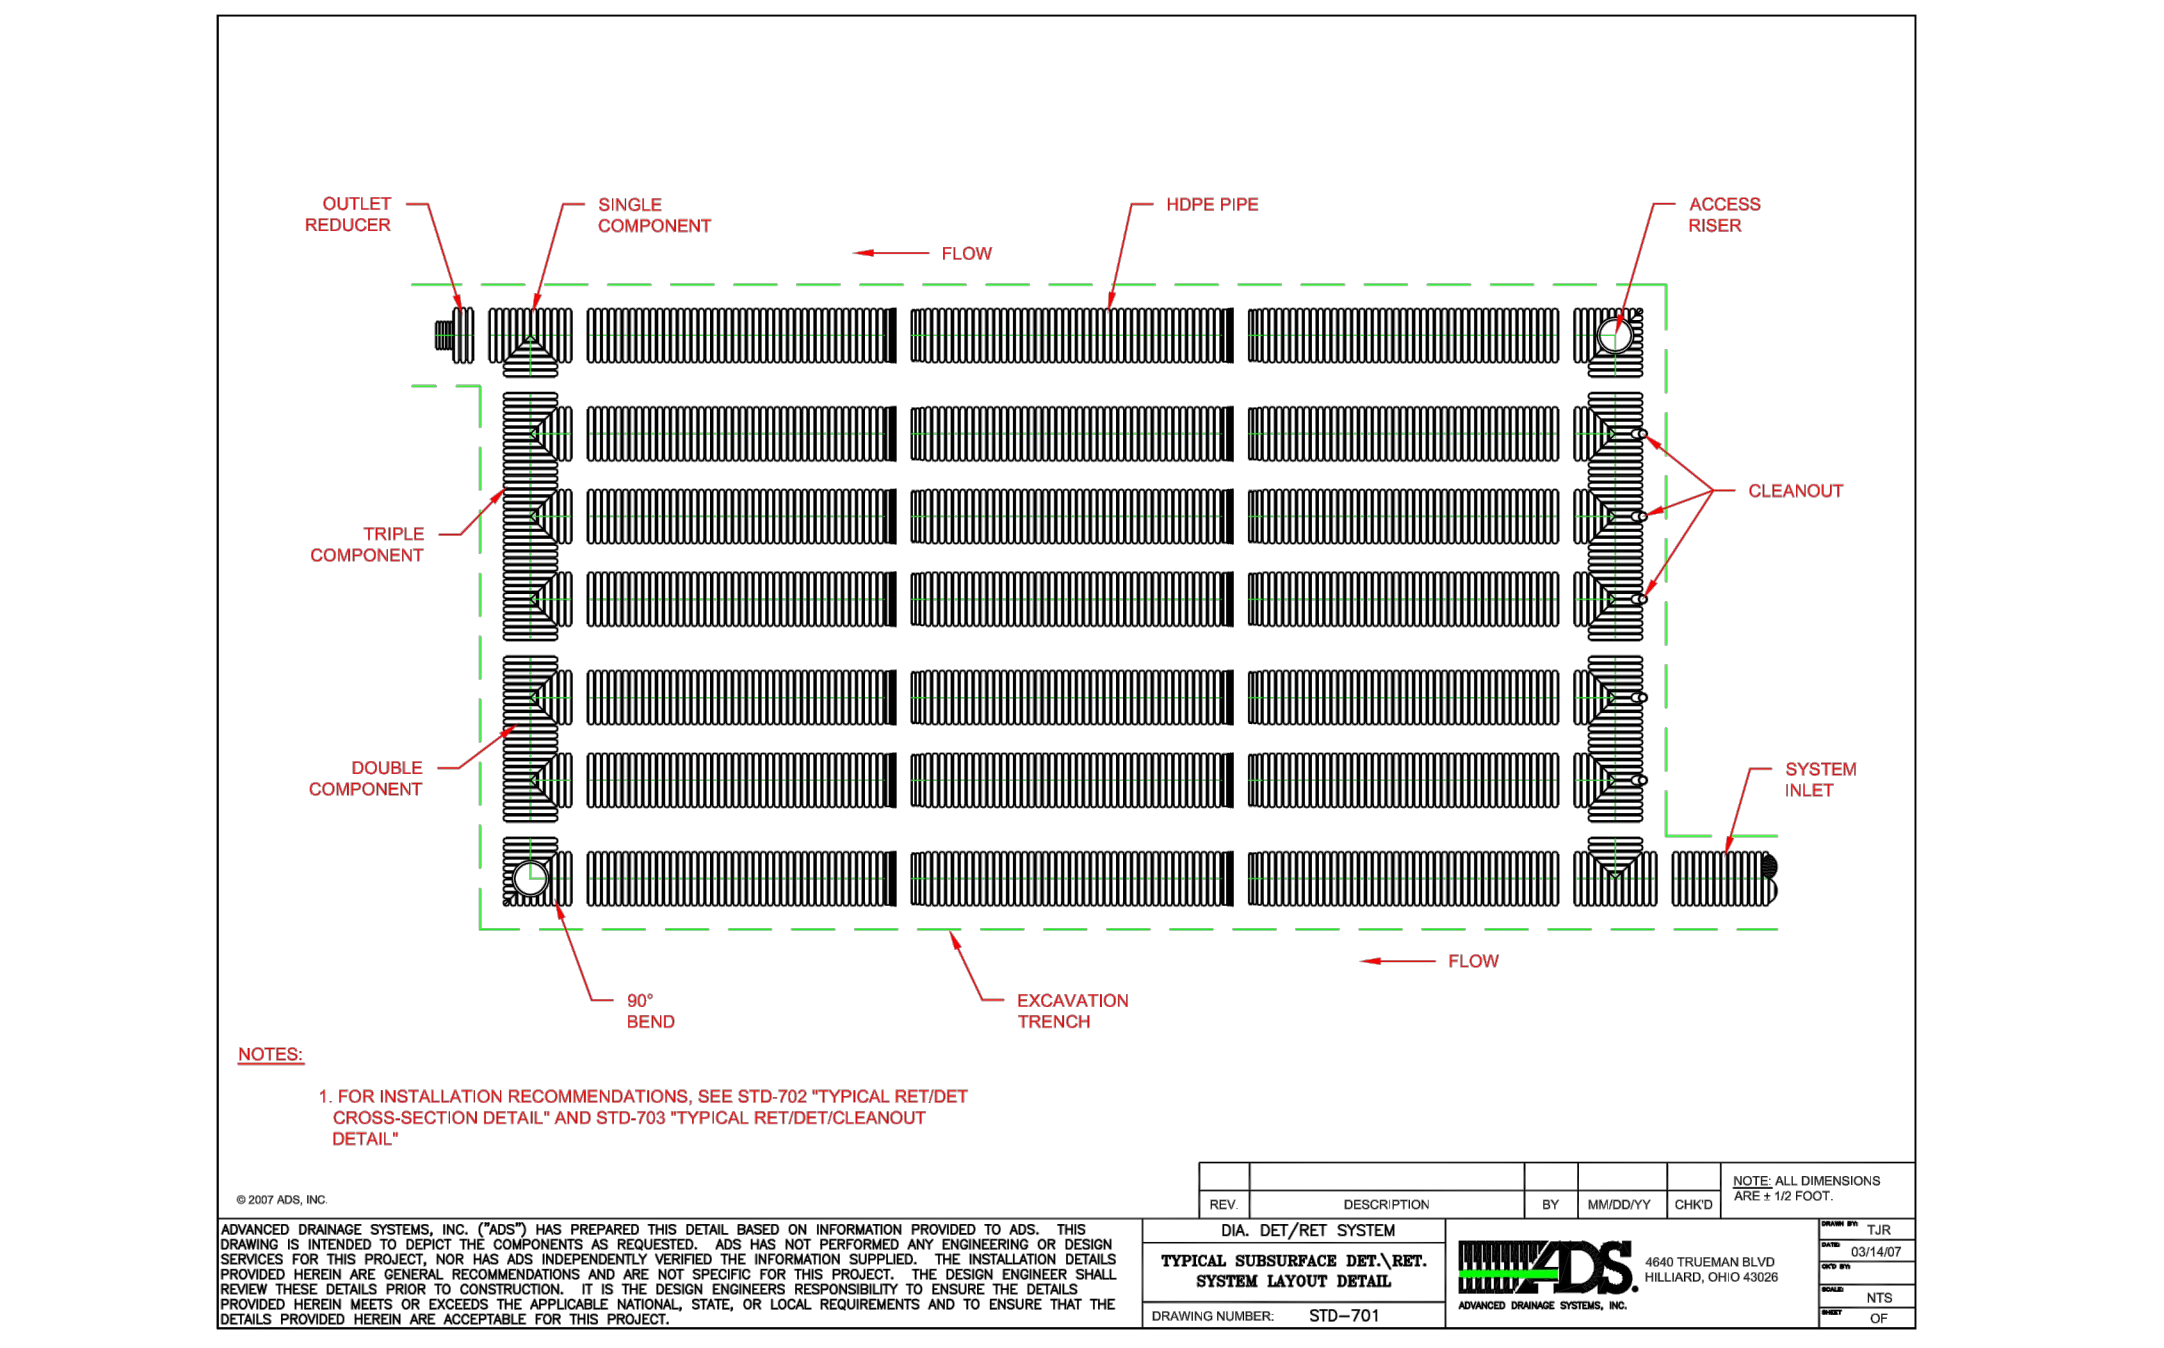 OUTLET
REDUCER
SINGLE
COMPONENT
HDPE PIPE
ACCESS
RISER
FLOW
CLEANOUT
TRIPLE
COMPONENT
DOUBLE
COMPONENT
SYSTEM
INLET
FLOW
90°
BEND
EXCAVATION
TRENCH
NOTES:
1. FOR INSTALLATION RECOMMENDATIONS, SEE STD-702 "TYPICAL RET/DET
CROSS-SECTION DETAIL" AND STD-703 "TYPICAL RET/DET/CLEANOUT
DETAIL"
© 2007 ADS, INC.
REV.
DESCRIPTION
BY
MM/DD/YY
CHK'D
NOTE: ALL DIMENSIONS
ARE ± 1/2 FOOT.
ADVANCED DRAINAGE SYSTEMS, INC. ("ADS") HAS PREPARED THIS DETAIL BASED ON INFORMATION PROVIDED TO ADS. THIS
DRAWING IS INTENDED TO DEPICT THE COMPONENTS AS REQUESTED. ADS HAS NOT PERFORMED ANY ENGINEERING OR DESIGN
SERVICES FOR THIS PROJECT, NOR HAS ADS INDEPENDENTLY VERIFIED THE INFORMATION SUPPLIED. THE INSTALLATION DETAILS
PROVIDED HEREIN ARE GENERAL RECOMMENDATIONS AND ARE NOT SPECIFIC FOR THIS PROJECT. THE DESIGN ENGINEER SHALL
REVIEW THESE DETAILS PRIOR TO CONSTRUCTION. IT IS THE DESIGN ENGINEERS RESPONSIBILITY TO ENSURE THE DETAILS
PROVIDED HEREIN MEETS OR EXCEEDS THE APPLICABLE NATIONAL, STATE, OR LOCAL REQUIREMENTS AND TO ENSURE THAT THE
DETAILS PROVIDED HEREIN ARE ACCEPTABLE FOR THIS PROJECT.
DIA. DET/RET SYSTEM
TYPICAL SUBSURFACE DET.\RET.
SYSTEM LAYOUT DETAIL
DRAWING NUMBER: STD-701
ADS.
ADVANCED DRAINAGE SYSTEMS, INC.
4640 TRUEMAN BLVD
HILLIARD, OHIO 43026
DRAWN BY: TJR
DATE: 03/14/07
CK'D BY:
SCALE: NTS
SHEET OF